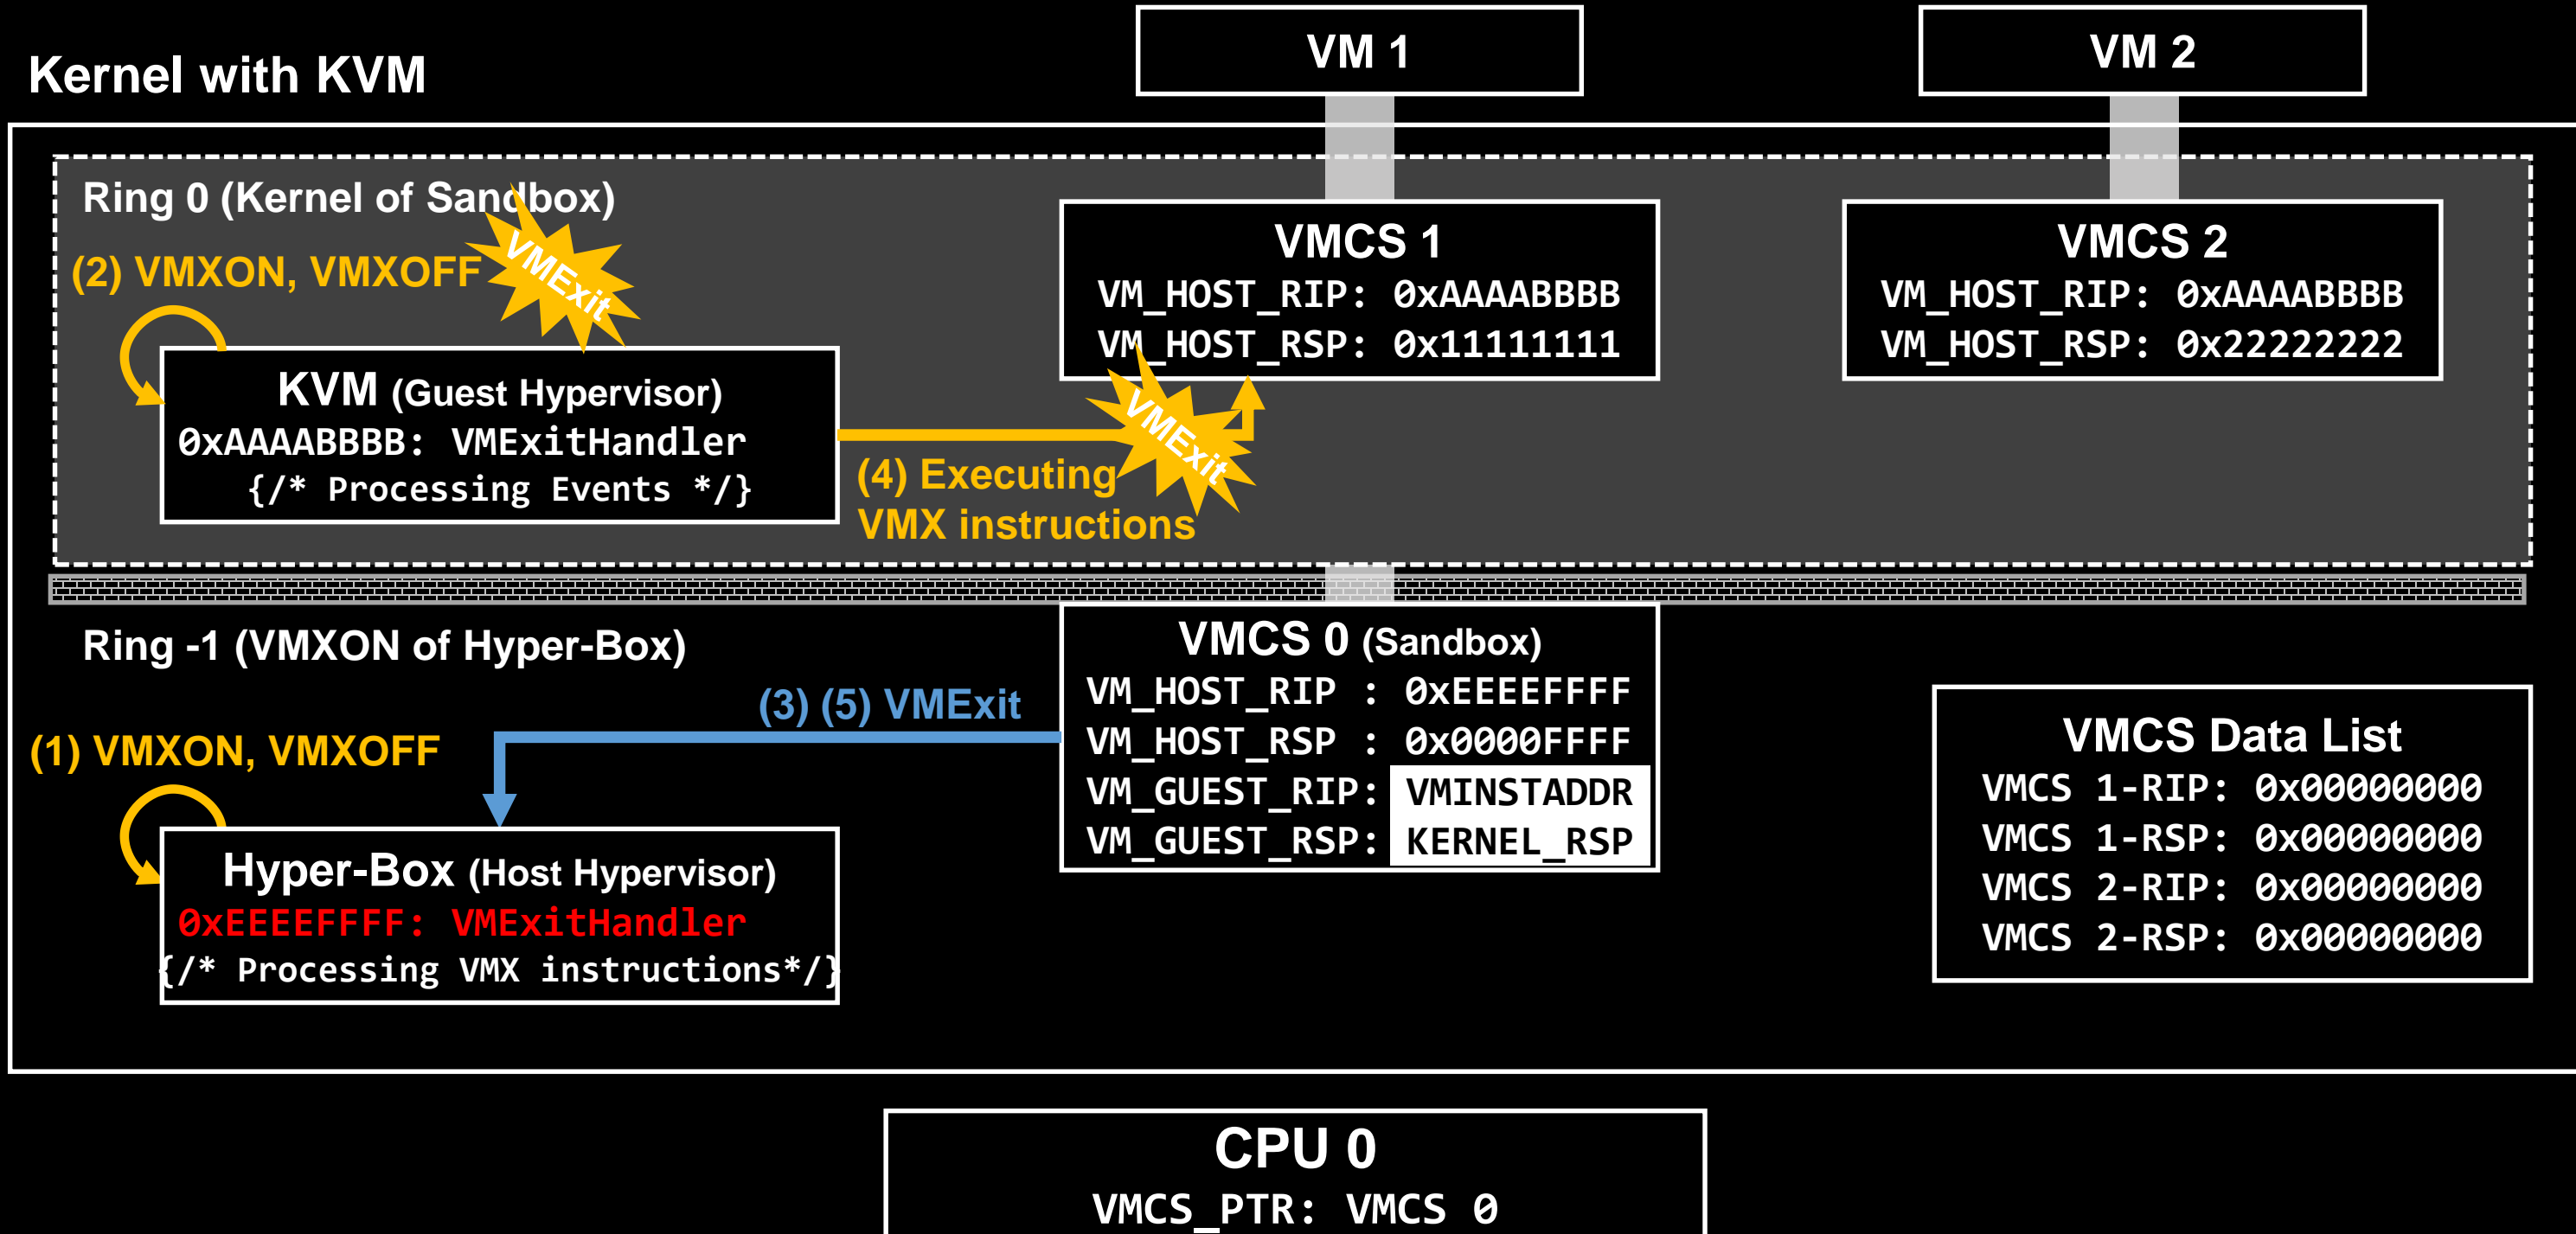 Kernel with KVM
VM 1
VM 2
Ring 0 (Kernel of Sandbox)
(2) VMXON, VMXOFF
VMExit
KVM (Guest Hypervisor)
0xAAAABBBB: VMExitHandler
{/* Processing Events */}
VMCS 1
VM_HOST_RIP: 0xAAAABBBB
VM_HOST_RSP: 0x11111111
VMExit
(4) Executing
VMX instructions
VMCS 2
VM_HOST_RIP: 0xAAAABBBB
VM_HOST_RSP: 0x22222222
Ring -1 (VMXON of Hyper-Box)
(1) VMXON, VMXOFF
(3) (5) VMExit
Hyper-Box (Host Hypervisor)
0xEEEEFFFF: VMExitHandler
{/* Processing VMX instructions*/}
VMCS 0 (Sandbox)
VM_HOST_RIP : 0xEEEEFFFF
VM_HOST_RSP : 0x0000FFFF
VM_GUEST_RIP: VMINSTADDR
VM_GUEST_RSP: KERNEL_RSP
VMCS Data List
VMCS 1-RIP: 0x00000000
VMCS 1-RSP: 0x00000000
VMCS 2-RIP: 0x00000000
VMCS 2-RSP: 0x00000000
CPU 0
VMCS_PTR: VMCS 0